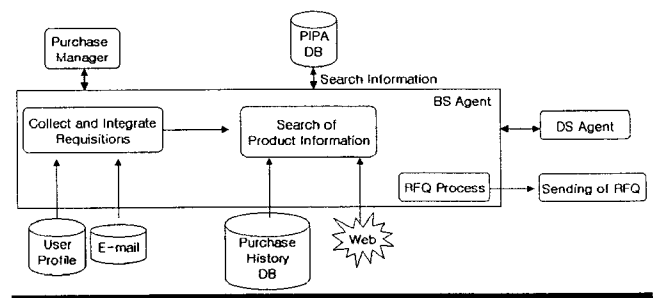 Purchase
Manager
PIPA
DB
Search Information
BS Agent
Collect and Integrate
Requisitions
Search of
Product Information
DS Agent
RFQ Process
Sending of RFQ
User
Profile
E-mail
Purchase
History
DB
Web